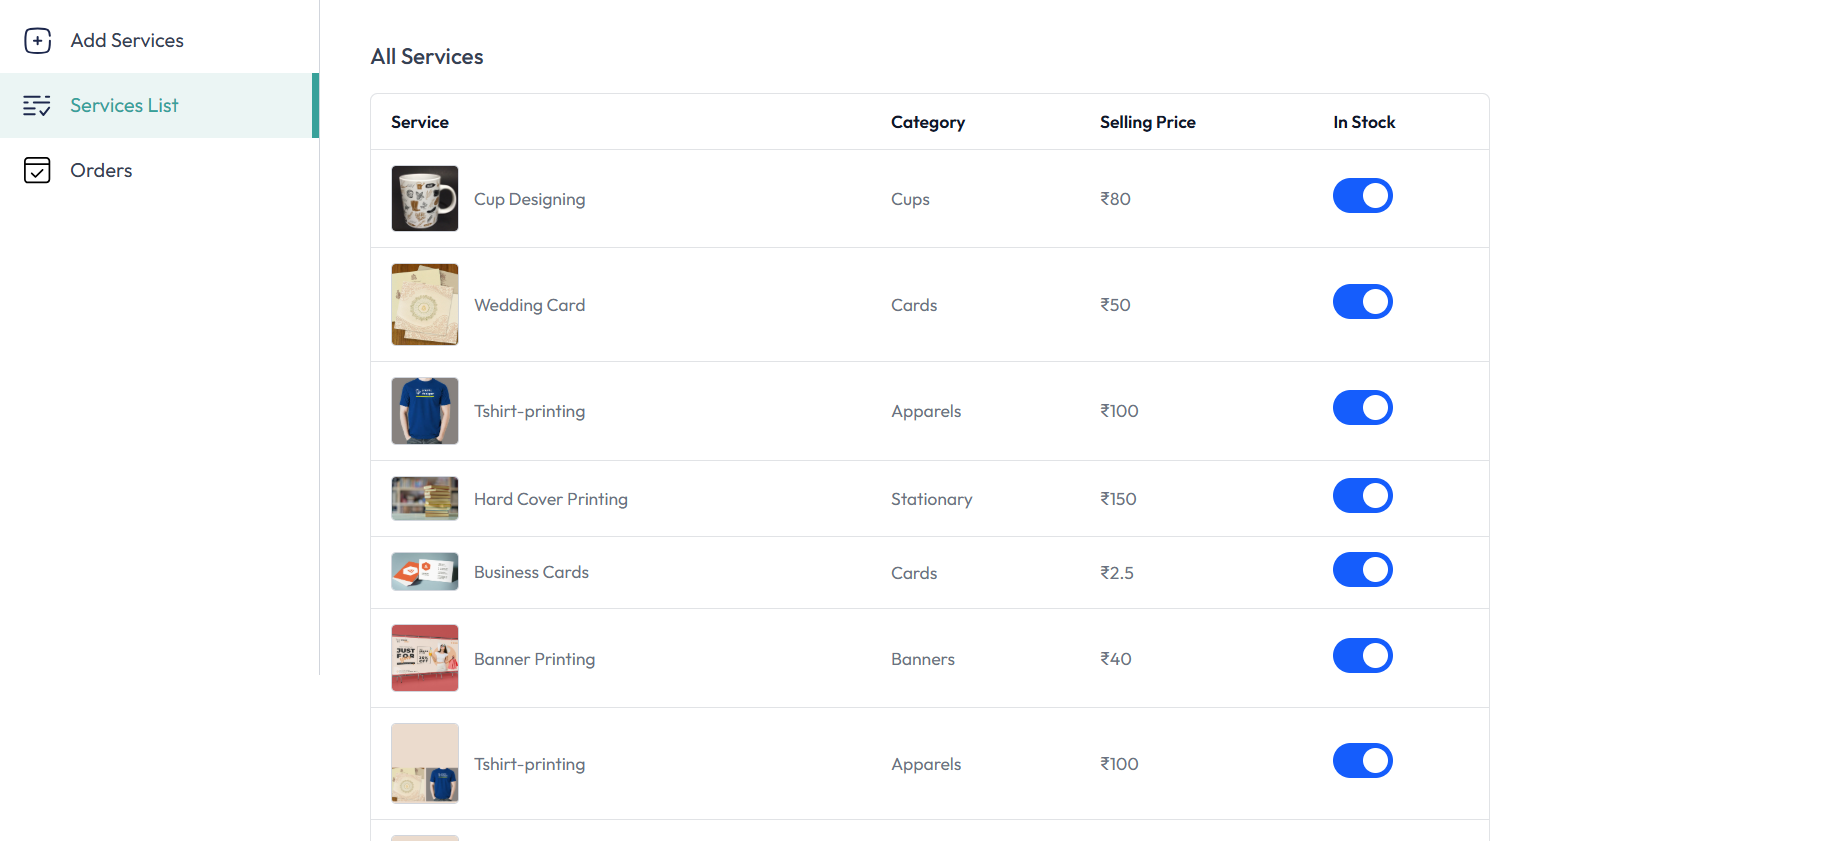 Add Services
Services List
Orders
All Services
Service Category Selling Price In Stock
Cup Designing Cups ₹80
Wedding Card Cards ₹50
Tshirt-printing Apparels ₹100
Hard Cover Printing Stationary ₹150
Business Cards Cards ₹2.5
JUST
FOR
Banner Printing Banners ₹40
Tshirt-printing Apparels ₹100